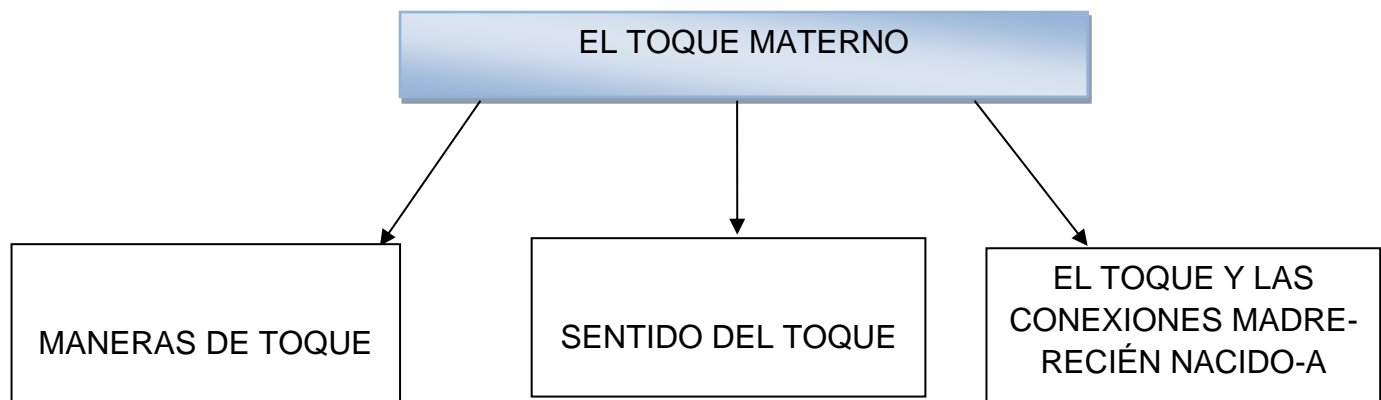 EL TOQUE MATERNO
MANERAS DE TOQUE
SENTIDO DEL TOQUE
EL TOQUE Y LAS
CONEXIONES MADRE-
RECIÉN NACIDO-A